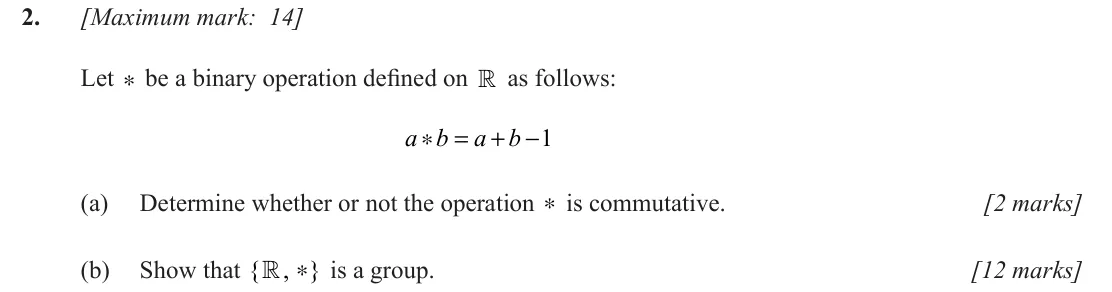 2. [Maximum mark: 14]
Let ∗ be a binary operation defined on ℝ as follows:
a ∗ b = a + b − 1
(a) Determine whether or not the operation ∗ is commutative. [2 marks]
(b) Show that {ℝ, ∗} is a group. [12 marks]